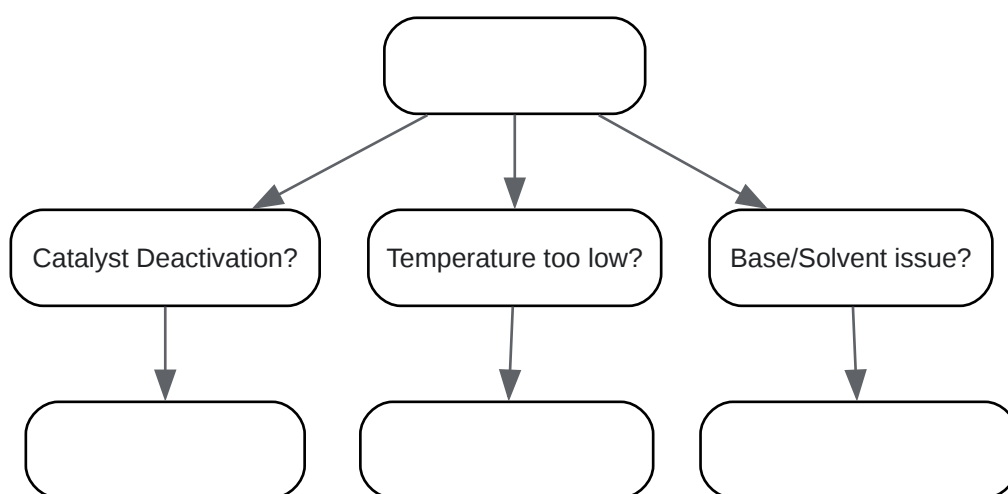 Catalyst Deactivation?
Temperature too low?
Base/Solvent issue?